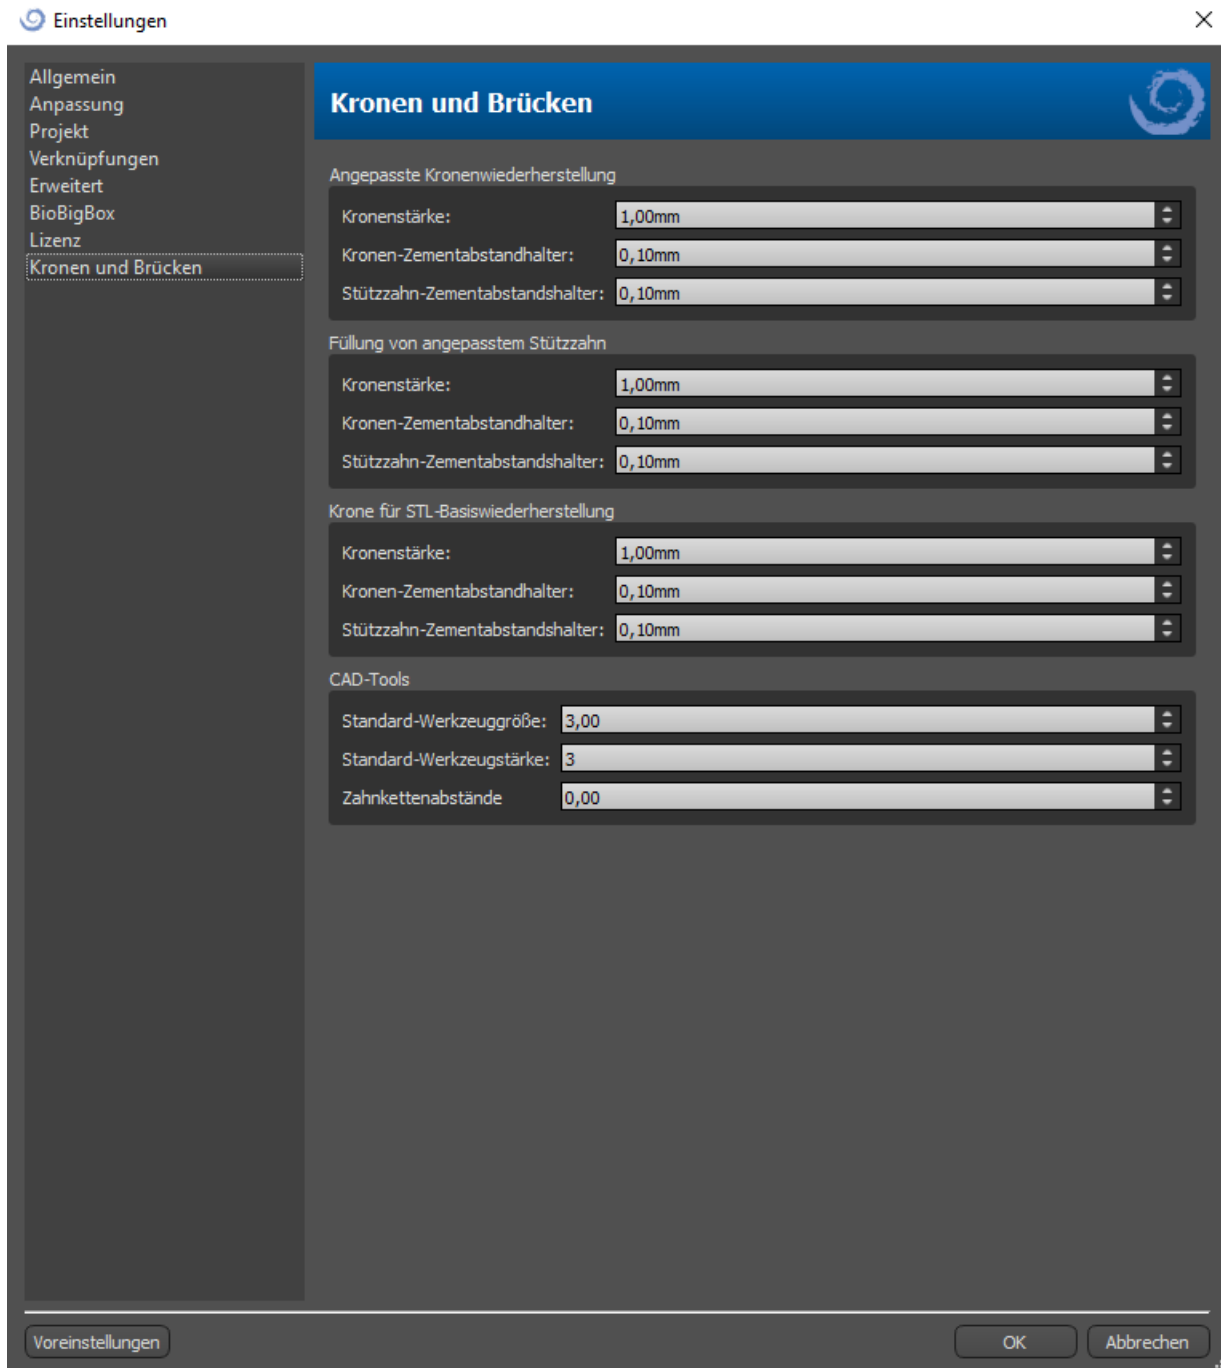 Einstellungen
Allgemein
Anpassung
Projekt
Verknüpfungen
Erweitert
BioBigBox
Lizenz
Kronen und Brücken
Kronen und Brücken
Angepasste Kronenwiederherstellung
Kronenstärke: 1,00mm
Kronen-Zementabstandhalter: 0,10mm
Stützzahn-Zementabstandshalter: 0,10mm
Füllung von angepasstem Stützzahn
Kronenstärke: 1,00mm
Kronen-Zementabstandhalter: 0,10mm
Stützzahn-Zementabstandshalter: 0,10mm
Krone für STL-Basiswiederherstellung
Kronenstärke: 1,00mm
Kronen-Zementabstandhalter: 0,10mm
Stützzahn-Zementabstandshalter: 0,10mm
CAD-Tools
Standard-Werkzeuggröße: 3,00
Standard-Werkzeugstärke: 3
Zahnkettenabstände 0,00
Voreinstellungen OK Abbrechen